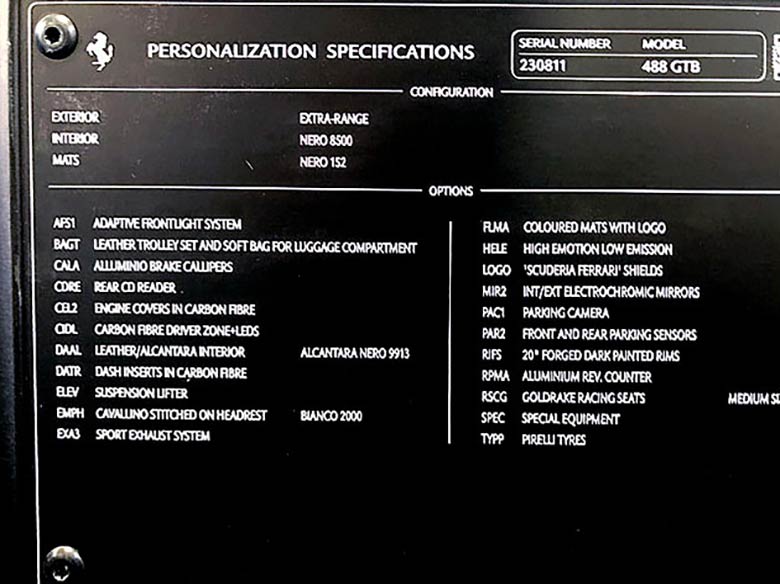 PERSONALIZATION SPECIFICATIONS
SERIAL NUMBER MODEL
230811 488 GTB
CONFIGURATION
EXTERIOR EXTRA-RANGE
INTERIOR NERO 8500
MATS NERO 152
OPTIONS
AFS1 ADAPTIVE FRONTLIGHT SYSTEM
BAGT LEATHER TROLLEY SET AND SOFT BAG FOR LUGGAGE COMPARTMENT
CALA ALLUMINIO BRAKE CALLIPERS
CDRE REAR CD READER
CEL2 ENGINE COVERS IN CARBON FIBRE
CIDL CARBON FIBRE DRIVER ZONE+LEDS
DAAL LEATHER/ALCANTARA INTERIOR ALCANTARA NERO 9913
DATR DASH INSERTS IN CARBON FIBRE
ELEV SUSPENSION LIFTER
EMPH CAVALLINO STITCHED ON HEADREST BIANCO 2000
EXA3 SPORT EXHAUST SYSTEM
FLMA COLOURED MATS WITH LOGO
HELE HIGH EMOTION LOW EMISSION
LOGO 'SCUDERIA FERRARI' SHIELDS
MIR2 INT/EXT ELECTROCHROMIC MIRRORS
PAC1 PARKING CAMERA
PAR2 FRONT AND REAR PARKING SENSORS
RIFS 20" FORGED DARK PAINTED RIMS
RPMA ALUMINIUM REV. COUNTER
RSCG GOLDRAKE RACING SEATS MEDIUM
SPEC SPECIAL EQUIPMENT
TYPP PIRELLI TYRES